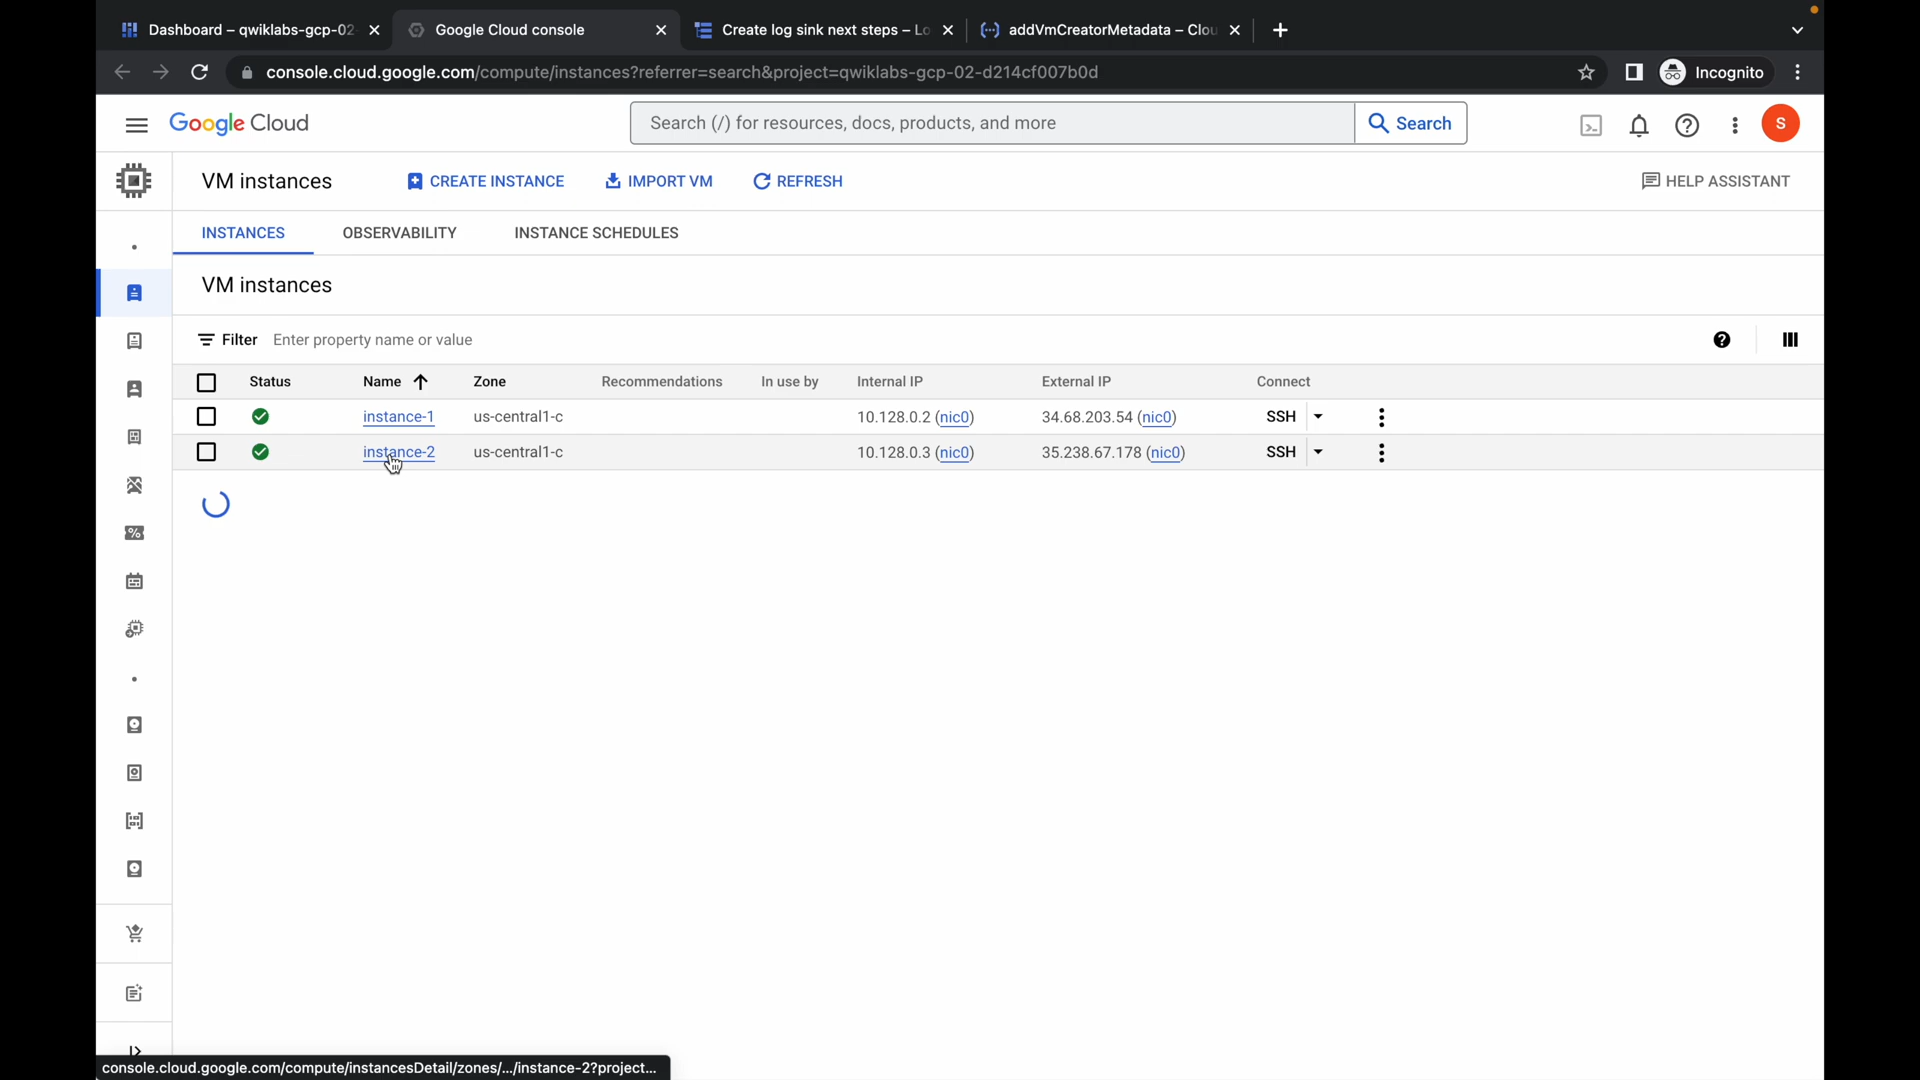 Dashboard – qwiklabs-gcp-02-
Google Cloud console
Create log sink next steps – Lo
addVmCreatorMetadata – Clou
console.cloud.google.com/compute/instances?referrer=search&project=qwiklabs-gcp-02-d214cf007b0d
Incognito
Google Cloud
Search (/) for resources, docs, products, and more
Search
S
VM instances
CREATE INSTANCE
IMPORT VM
REFRESH
HELP ASSISTANT
INSTANCES
OBSERVABILITY
INSTANCE SCHEDULES
VM instances
Filter
Enter property name or value
Status
Name
Zone
Recommendations
In use by
Internal IP
External IP
Connect
instance-1
us-central1-c
10.128.0.2 (nic0)
34.68.203.54 (nic0)
SSH
instance-2
us-central1-c
10.128.0.3 (nic0)
35.238.67.178 (nic0)
SSH
console.cloud.google.com/compute/instancesDetail/zones/.../instance-2?project...